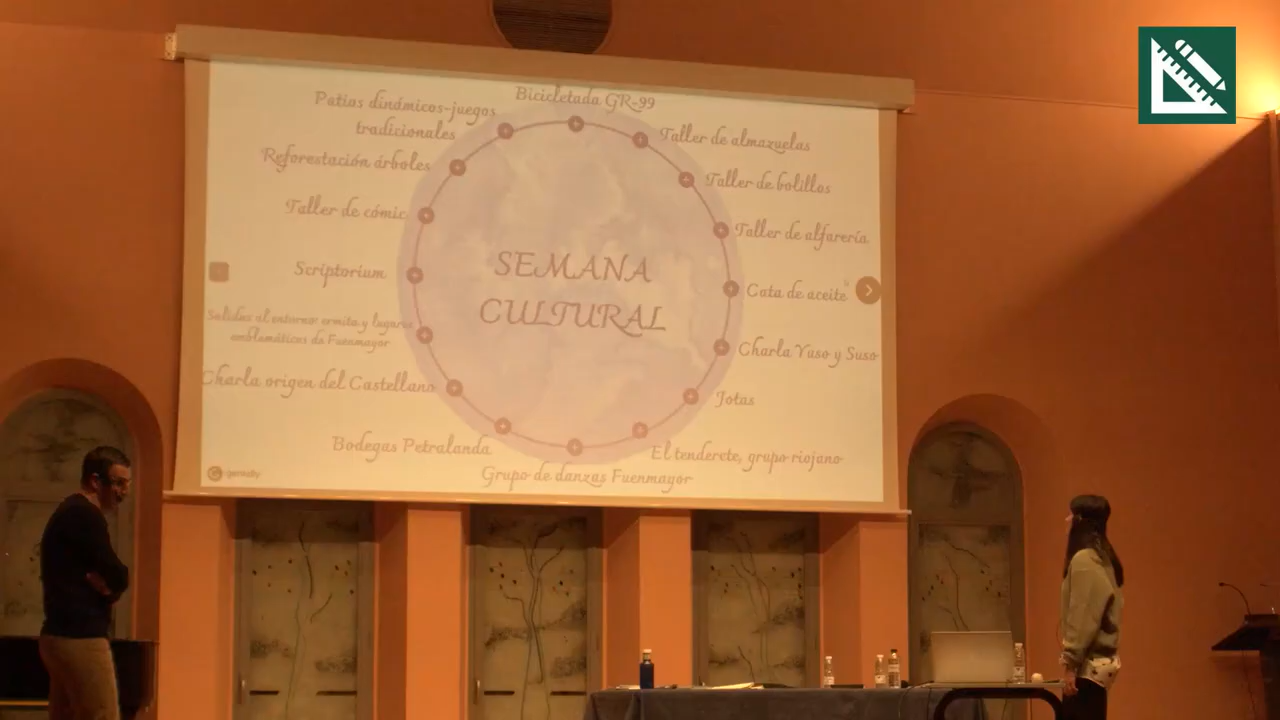 Bicicletada GR-99
Patios dinámicos-juegos
tradicionales
Taller de almazuelas
Reforestación árboles
Taller de bolillos
Taller de cómic
Taller de alfarería
SEMANA
CULTURAL
Scriptorium
Cata de aceite
Salidas al entorno ermita y lugares
emblemáticos de Fuenmayor
Charla Yuso y Suso
Charla origen del Castellano
Jotas
Bodegas Petralanda
El tenderete, grupo riojano
Grupo de danzas Fuenmayor
genially